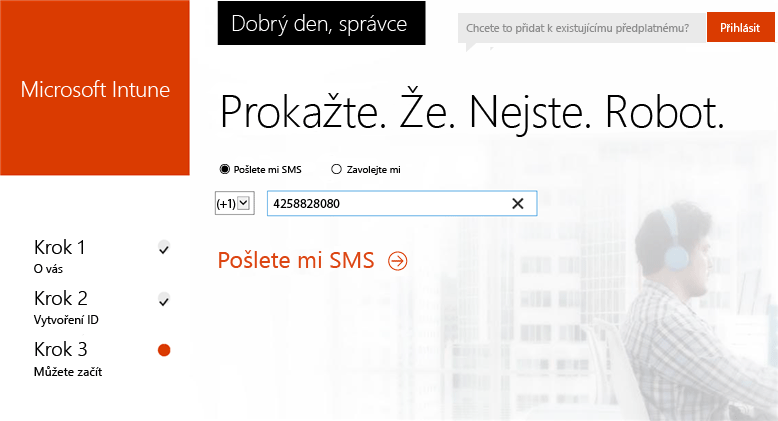 Dobrý den, správce
Chcete to přidat k existujícímu předplatnému?
Přihlásit
Microsoft Intune
Prokažte. Že. Nejste. Robot.
Pošlete mi SMS
Zavolejte mi
(+1)
4258828080
Pošlete mi SMS
Krok 1
O vás
Krok 2
Vytvoření ID
Krok 3
Můžete začít